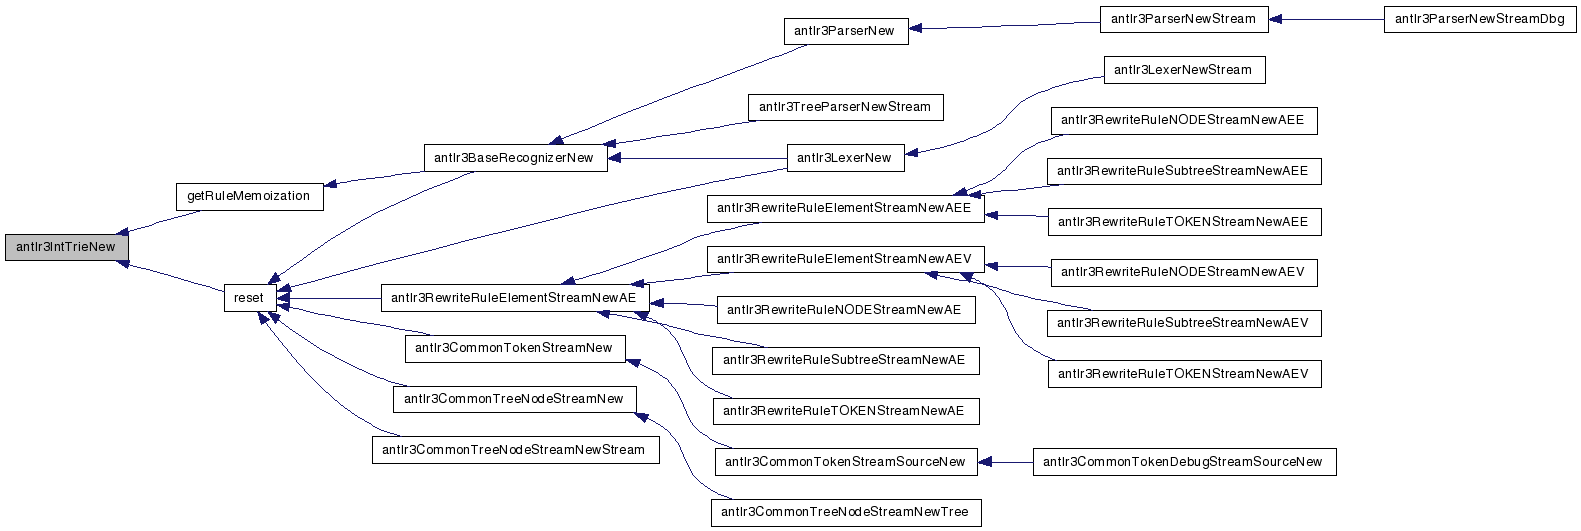 antlr3ParserNew
antlr3ParserNewStream
antlr3ParserNewStreamDbg
antlr3LexerNewStream
antlr3TreeParserNewStream
antlr3RewriteRuleNODEStreamNewAEE
antlr3BaseRecognizerNew
antlr3LexerNew
antlr3RewriteRuleSubtreeStreamNewAEE
getRuleMemoization
antlr3RewriteRuleElementStreamNewAEE
antlr3RewriteRuleTOKENStreamNewAEE
antlr3IntTrieNew
antlr3RewriteRuleElementStreamNewAEV
antlr3RewriteRuleNODEStreamNewAEV
reset
antlr3RewriteRuleElementStreamNewAE
antlr3RewriteRuleNODEStreamNewAE
antlr3RewriteRuleSubtreeStreamNewAEV
antlr3CommonTokenStreamNew
antlr3RewriteRuleSubtreeStreamNewAE
antlr3RewriteRuleTOKENStreamNewAEV
antlr3CommonTreeNodeStreamNew
antlr3RewriteRuleTOKENStreamNewAE
antlr3CommonTreeNodeStreamNewStream
antlr3CommonTokenStreamSourceNew
antlr3CommonTokenDebugStreamSourceNew
antlr3CommonTreeNodeStreamNewTree